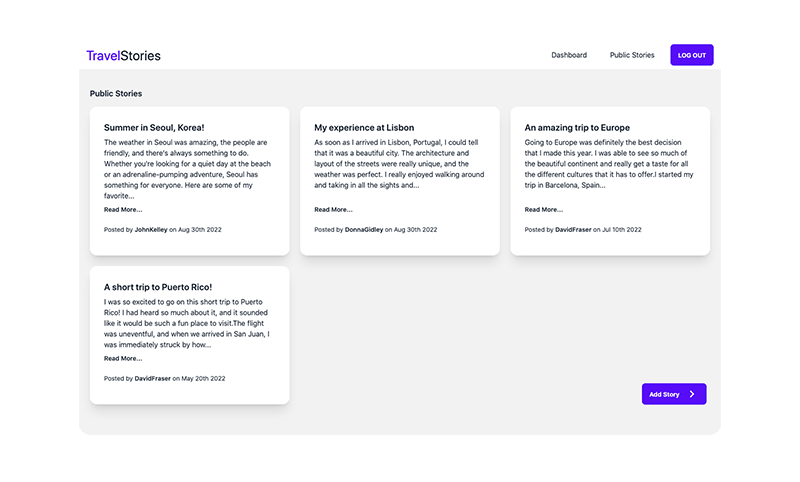 TravelStories
Dashboard
Public Stories
LOG OUT
Public Stories
Summer in Seoul, Korea!
The weather in Seoul was amazing, the people are
friendly, and there's always something to do.
Whether you're looking for a quiet day at the beach
or an adrenaline-pumping adventure, Seoul has
something for everyone. Here are some of my
favorite...
Read More...
Posted by JohnKelley on Aug 30th 2022
My experience at Lisbon
As soon as I arrived in Lisbon, Portugal, I could tell
that it was a beautiful city. The architecture and
layout of the streets were really unique, and the
weather was perfect. I really enjoyed walking around
and taking in all the sights and...
Read More...
Posted by DonnaGidley on Aug 30th 2022
An amazing trip to Europe
Going to Europe was definitely the best decision
that I made this year. I was able to see so much of
the beautiful continent and really get a taste for all
the different cultures that it has to offer.I started my
trip in Barcelona, Spain...
Read More...
Posted by DavidFraser on Jul 10th 2022
A short trip to Puerto Rico!
I was so excited to go on this short trip to Puerto
Rico! I had heard so much about it, and it sounded
like it would be such a fun place to visit.The flight
was uneventful, and when we arrived in San Juan, I
was immediately struck by how...
Read More...
Posted by DavidFraser on May 20th 2022
Add Story